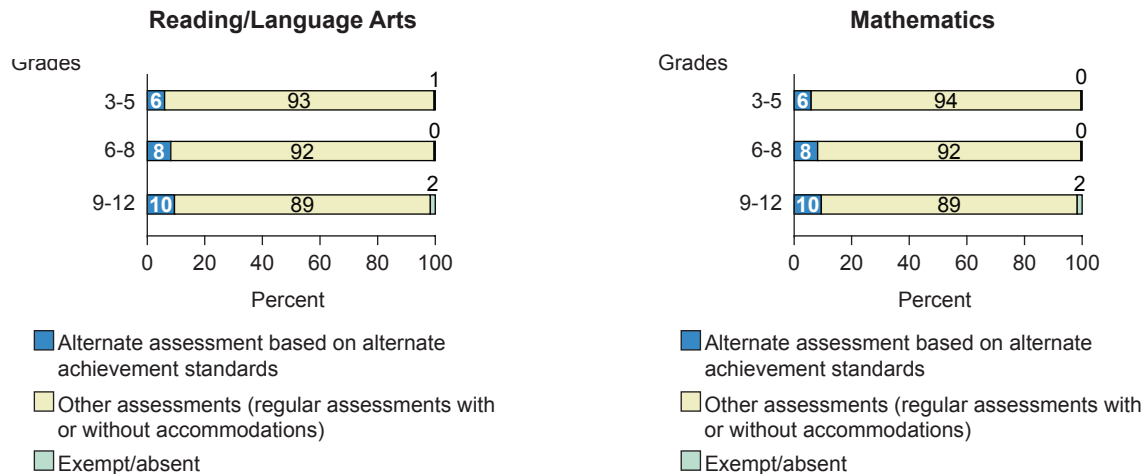 Reading/Language Arts
Grades
1
3-5
6
93
0
6-8
8
92
2
9-12
10
89
0 20 40 60 80 100
Percent
Alternate assessment based on alternate
achievement standards
Other assessments (regular assessments with
or without accommodations)
Exempt/absent
Mathematics
Grades
0
3-5
6
94
0
6-8
8
92
2
9-12
10
89
0 20 40 60 80 100
Percent
Alternate assessment based on alternate
achievement standards
Other assessments (regular assessments with
or without accommodations)
Exempt/absent